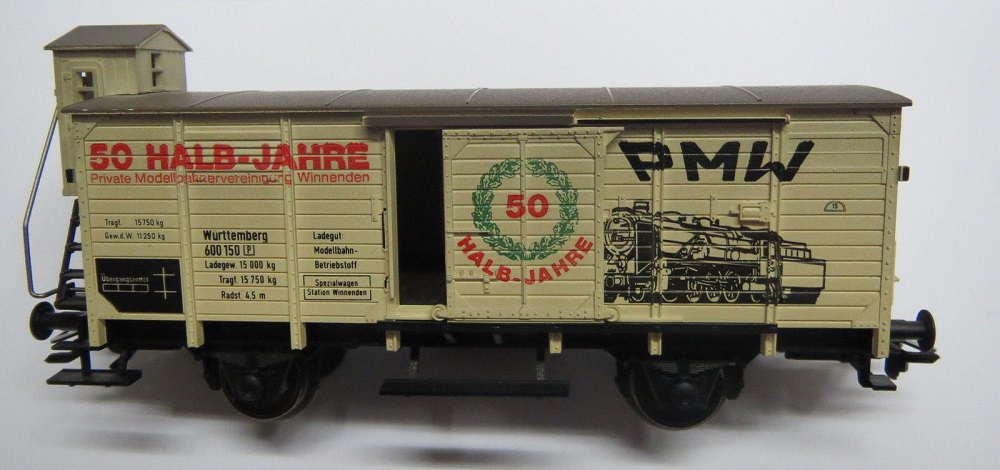 50 HALB-JAHRE
Private Modellbahnervereinigung Winnenden
Tragf. 15750 kg
Gew.d.W. 11250 kg
Württemberg
600 150 [P]
Ladegew. 15 000 kg
Tragf. 15 750 kg
Radst. 4,5 m
Ladegut:
Modellbahn-
Betriebstoff
Spezialwagen
Station Winnenden
50
HALB-JAHRE
PMW
15